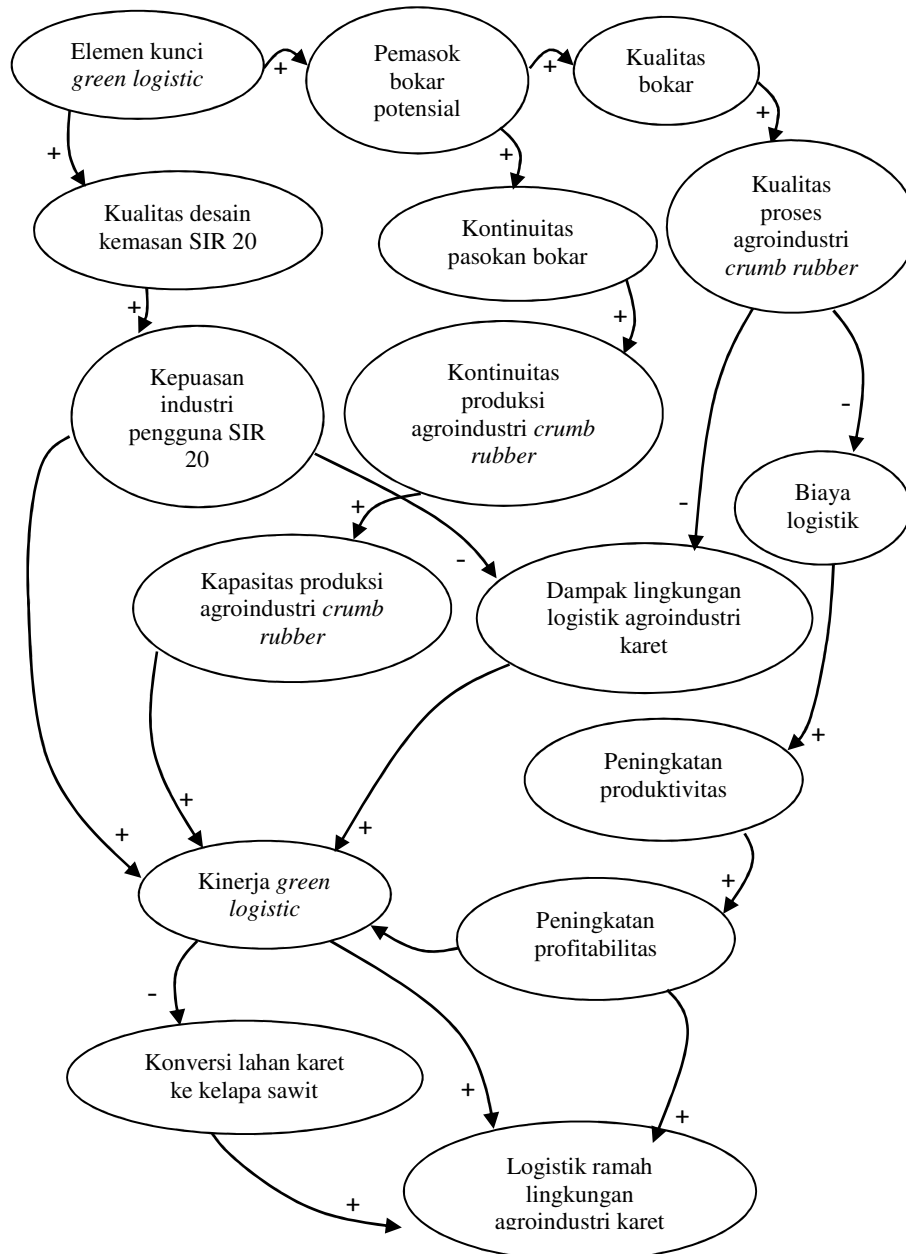 Elemen kunci
green logistic
+
Pemasok
bokar
potensial
+
Kualitas
bokar
+
+
+
Kualitas
proses
agroindustri
crumb rubber
Kualitas desain
kemasan SIR 20
Kontinuitas
pasokan bokar
+
+
Kepuasan
industri
pengguna SIR
20
Kontinuitas
produksi
agroindustri crumb
rubber
-
Biaya
logistik
+
-
-
Kapasitas produksi
agroindustri crumb
rubber
Dampak lingkungan
logistik agroindustri
karet
+
Peningkatan
produktivitas
+
+
+
+
Kinerja green
logistic
Peningkatan
profitabilitas
-
Konversi lahan karet
ke kelapa sawit
+
+
+
Logistik ramah
lingkungan
agroindustri karet